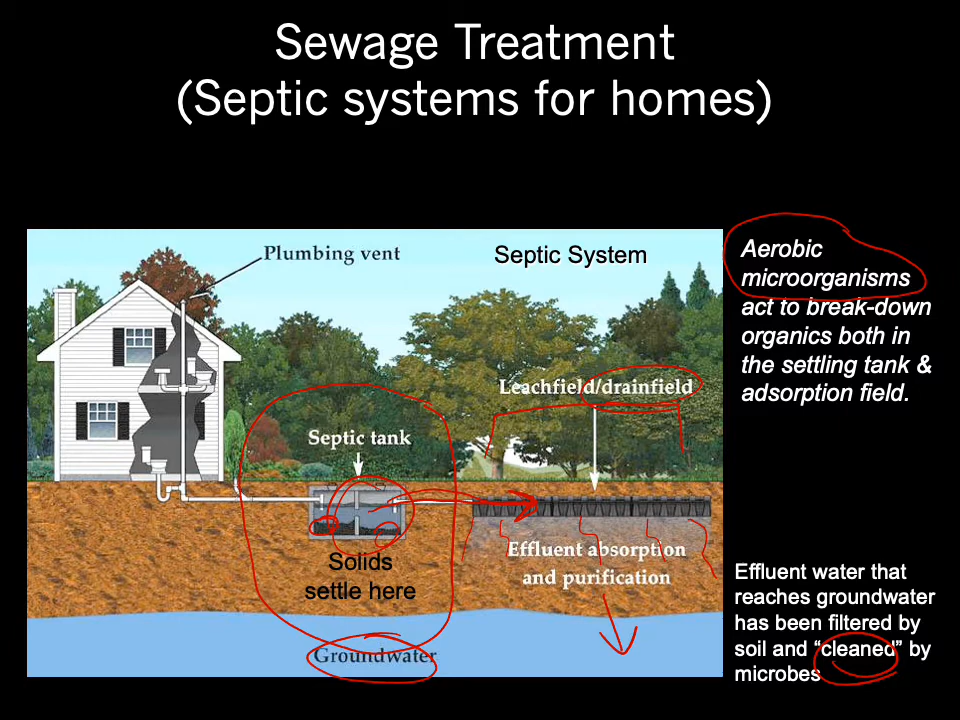 Sewage Treatment
(Septic systems for homes)
Plumbing vent
Septic System
Leachfield/drainfield
Septic tank
Solids
settle here
Effluent absorption
and purification
Groundwater
Aerobic
microorganisms
act to break-down
organics both in
the settling tank &
adsorption field.
Effluent water that
reaches groundwater
has been filtered by
soil and “cleaned” by
microbes